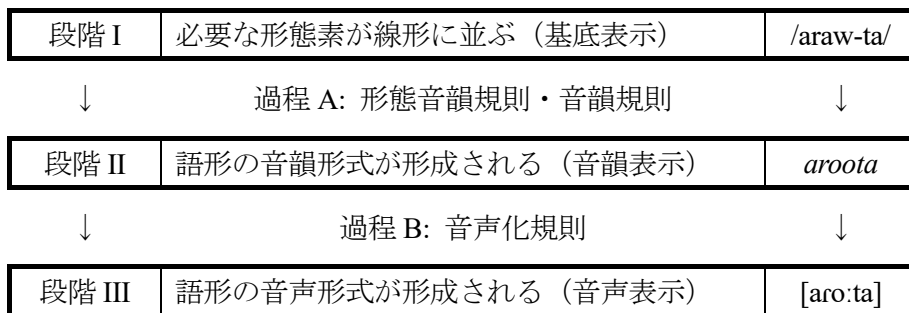 段階 I 必要な形態素が線形に並ぶ（基底表示） /araw-ta/
↓ 過程 A: 形態音韻規則・音韻規則 ↓
段階 II 語形の音韻形式が形成される（音韻表示） aroota
↓ 過程 B: 音声化規則 ↓
段階 III 語形の音声形式が形成される（音声表示） [aɾoːta]